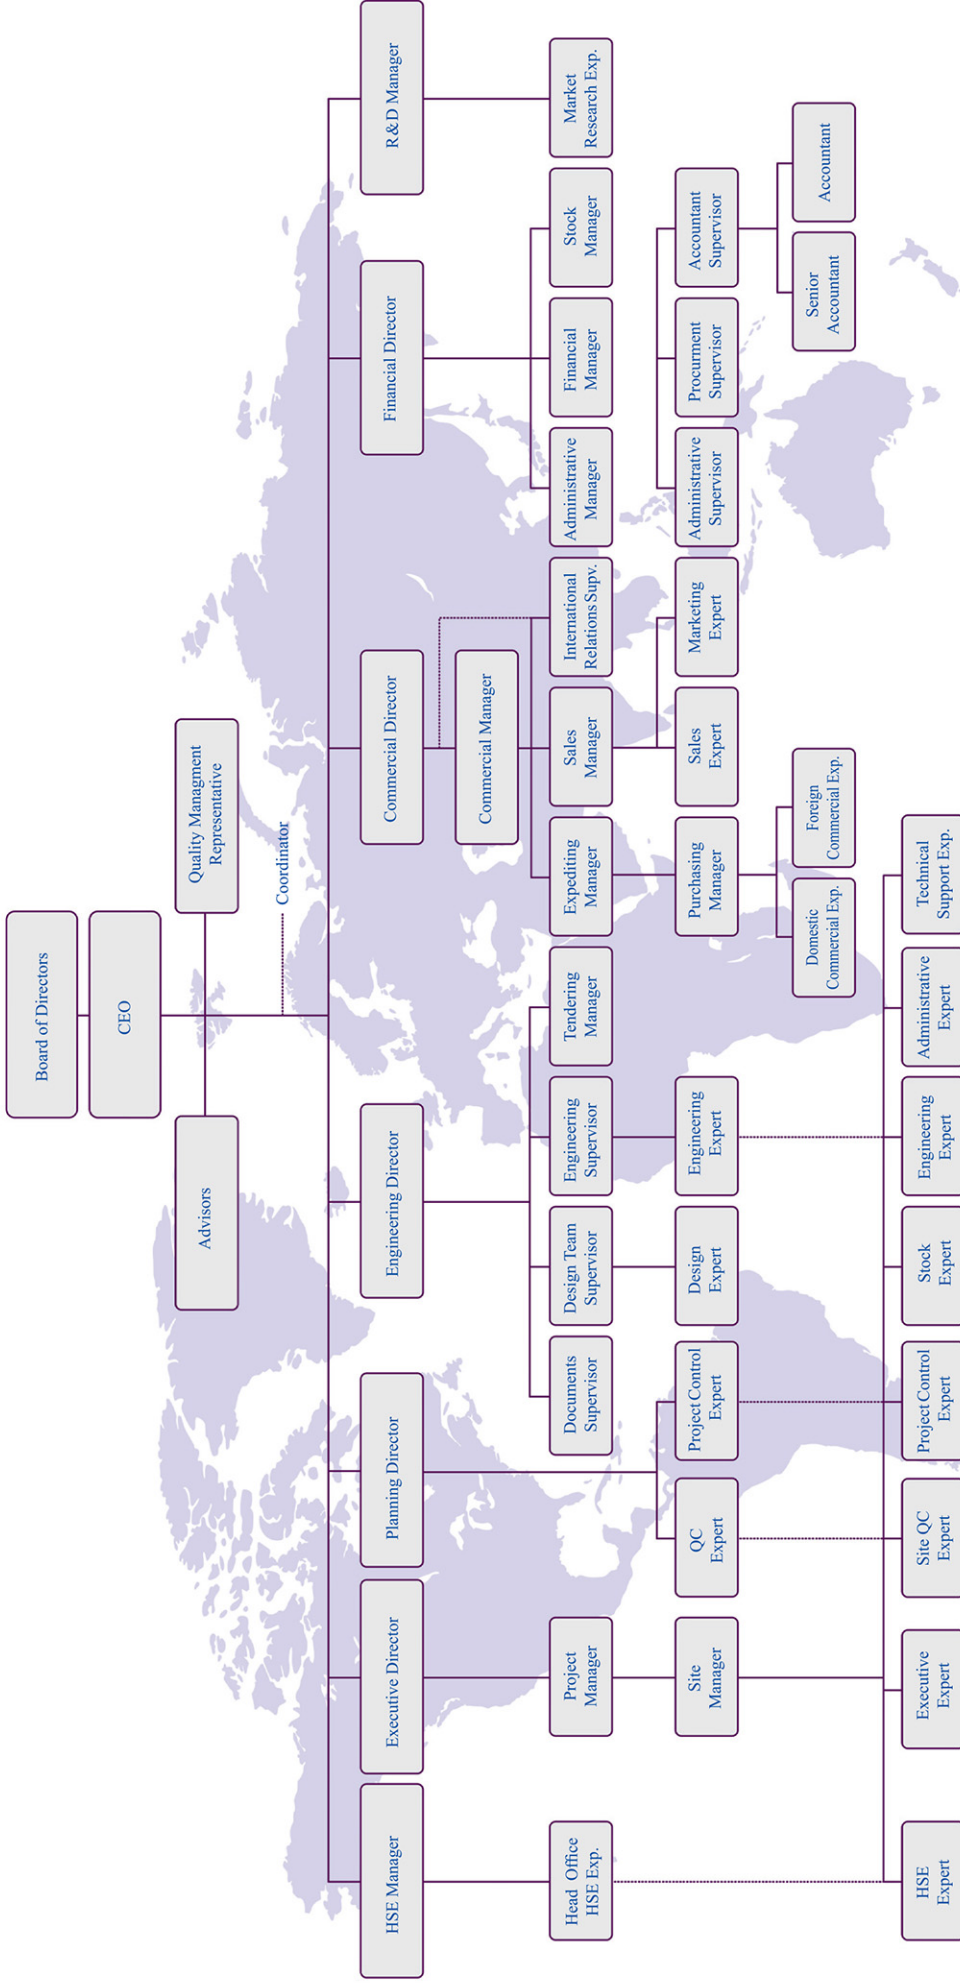 Board of Directors
CEO
Advisors
Quality Managment
Representative
Coordinator
HSE Manager
Executive Director
Planning Director
Engineering Director
Commercial Director
Financial Director
R&D Manager
Commercial Manager
Head Office
HSE Exp.
Project
Manager
Documents
Supervisor
Design Team
Supervisor
Engineering
Supervisor
Tendering
Manager
Expediting
Manager
Sales
Manager
International
Relations Supv.
Administrative
Manager
Financial
Manager
Stock
Manager
Market
Research Exp.
Site
Manager
QC
Expert
Project Control
Expert
Design
Expert
Engineering
Expert
Purchasing
Manager
Sales
Expert
Marketing
Expert
Administrative
Supervisor
Procurment
Supervisor
Accountant
Supervisor
Domestic
Commercial Exp.
Foreign
Commercial Exp.
Senior
Accountant
Accountant
HSE
Expert
Executive
Expert
Site QC
Expert
Project Control
Expert
Stock
Expert
Engineering
Expert
Administrative
Expert
Technical
Support Exp.